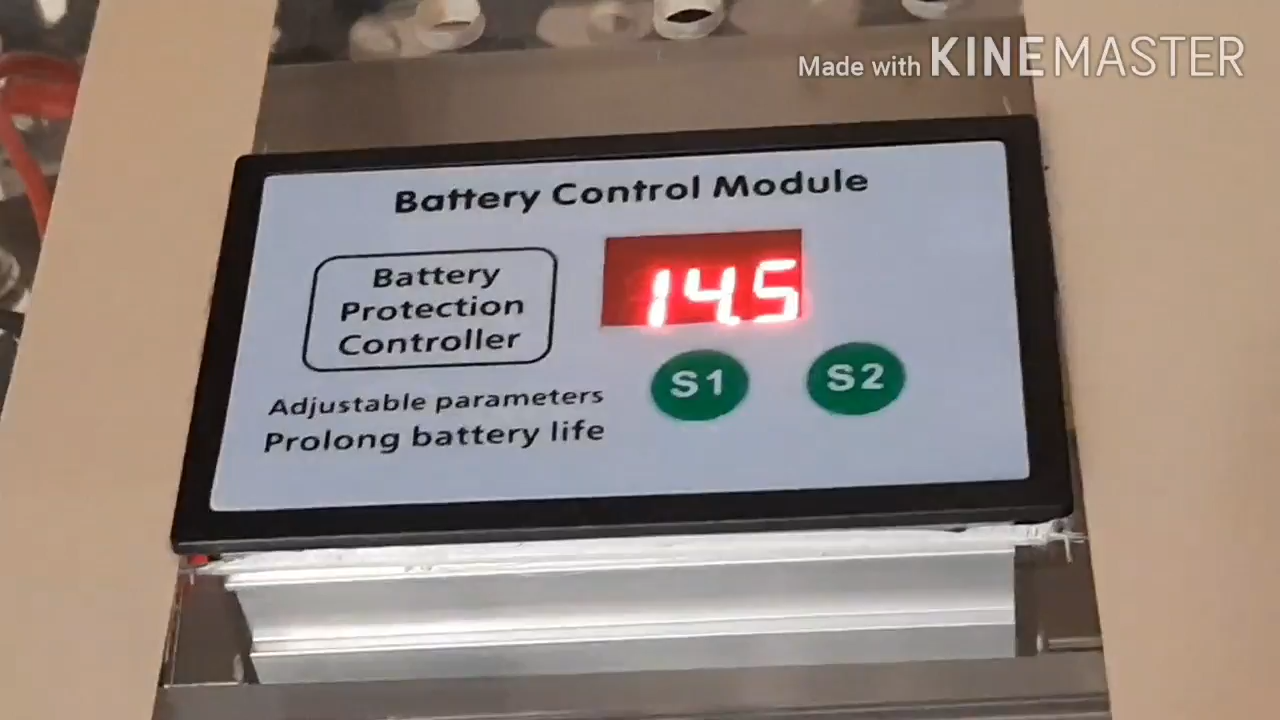 Made with KINEMASTER
Battery Control Module
Battery
Protection
Controller
14.5
S1
S2
Adjustable parameters
Prolong battery life